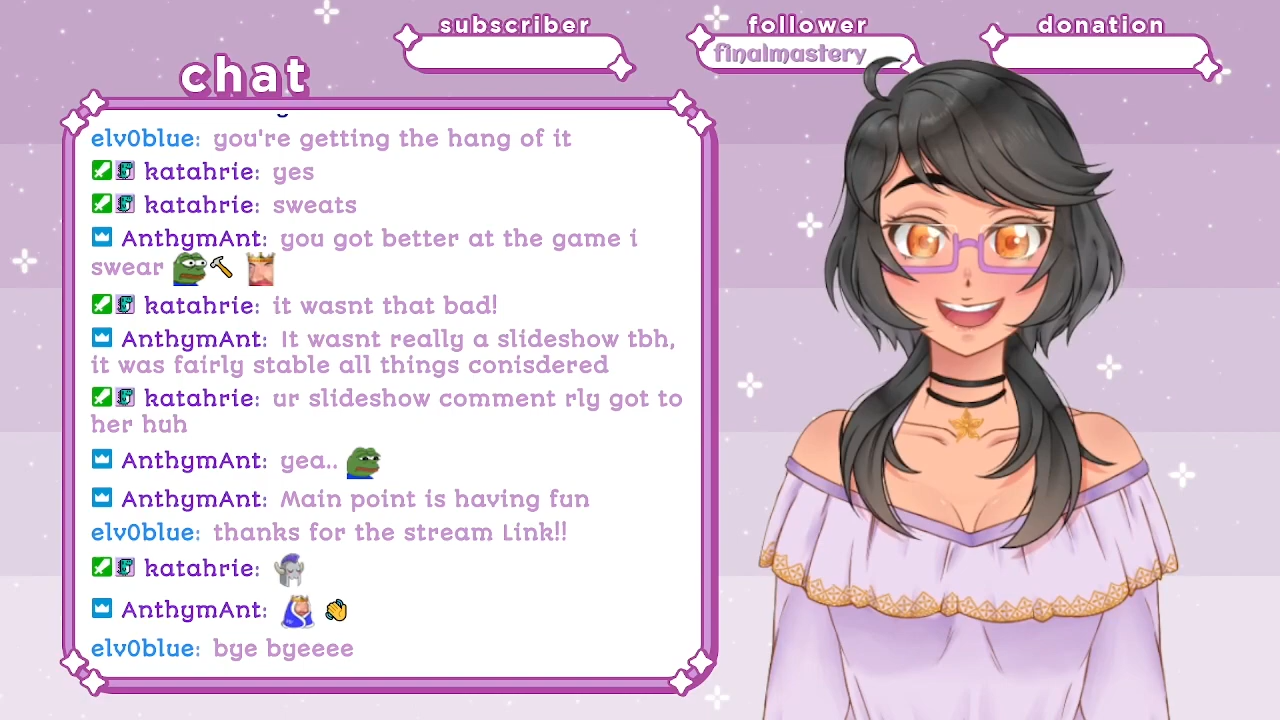 subscriber
follower
donation
finalmastery
chat
elv0blue: you're getting the hang of it
katahrie: yes
katahrie: sweats
AnthymAnt: you got better at the game i
swear
katahrie: it wasnt that bad!
AnthymAnt: It wasnt really a slideshow tbh,
it was fairly stable all things conisdered
katahrie: ur slideshow comment rly got to
her huh
AnthymAnt: yea..
AnthymAnt: Main point is having fun
elv0blue: thanks for the stream Link!!
katahrie:
AnthymAnt:
elv0blue: bye byeeee